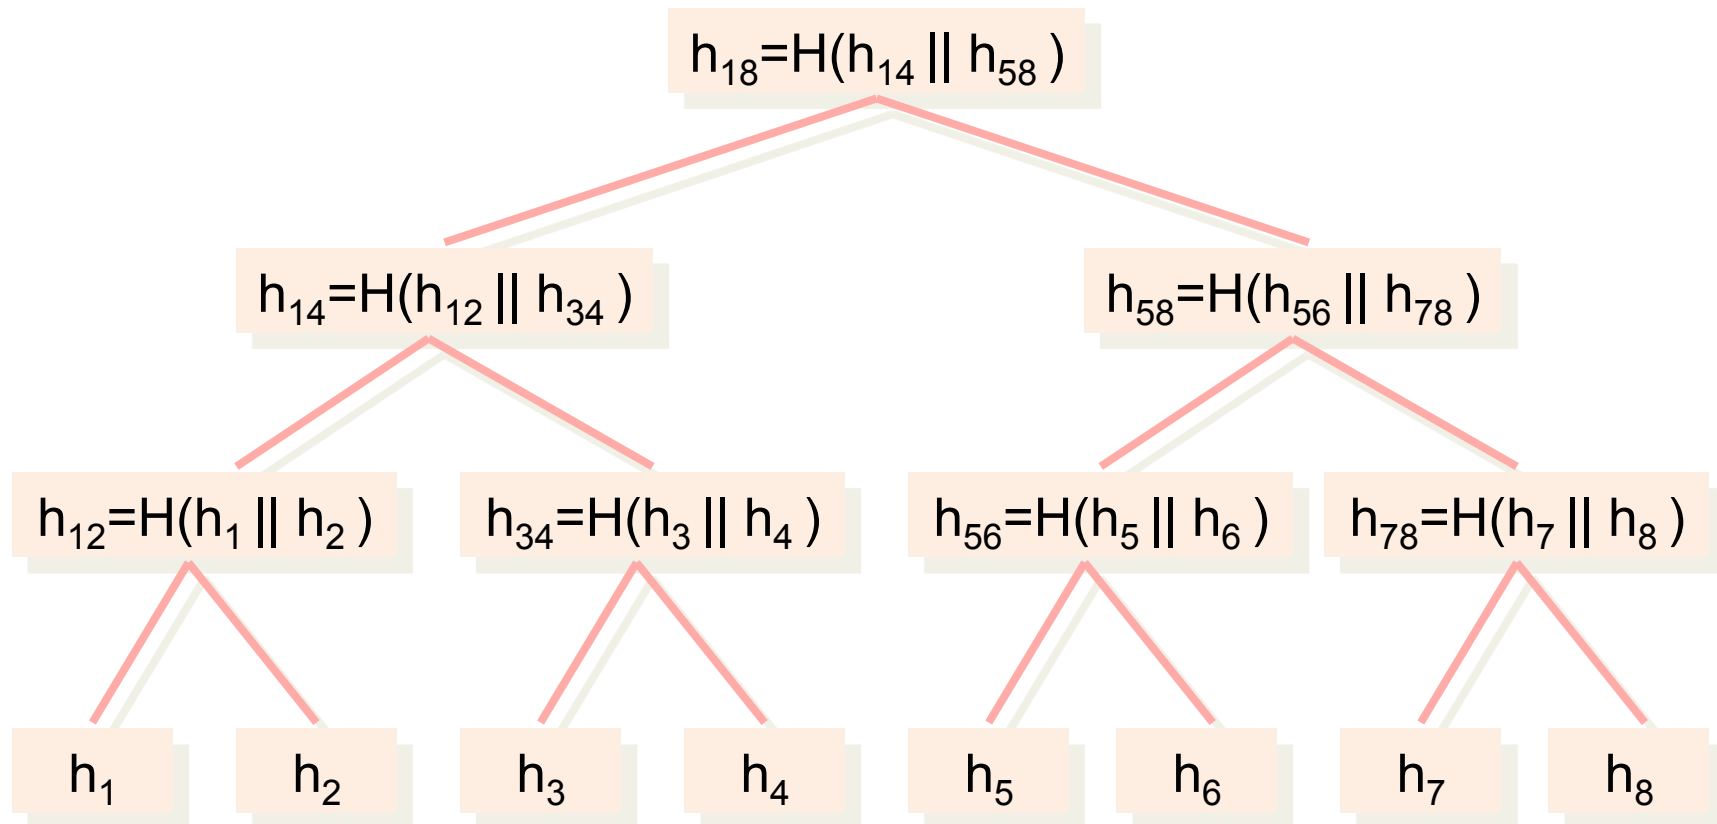 h₁₈=H(h₁₄ || h₅₈ )
h₁₄=H(h₁₂ || h₃₄ )
h₅₈=H(h₅₆ || h₇₈ )
h₁₂=H(h₁ || h₂ )
h₃₄=H(h₃ || h₄ )
h₅₆=H(h₅ || h₆ )
h₇₈=H(h₇ || h₈ )
h₁
h₂
h₃
h₄
h₅
h₆
h₇
h₈